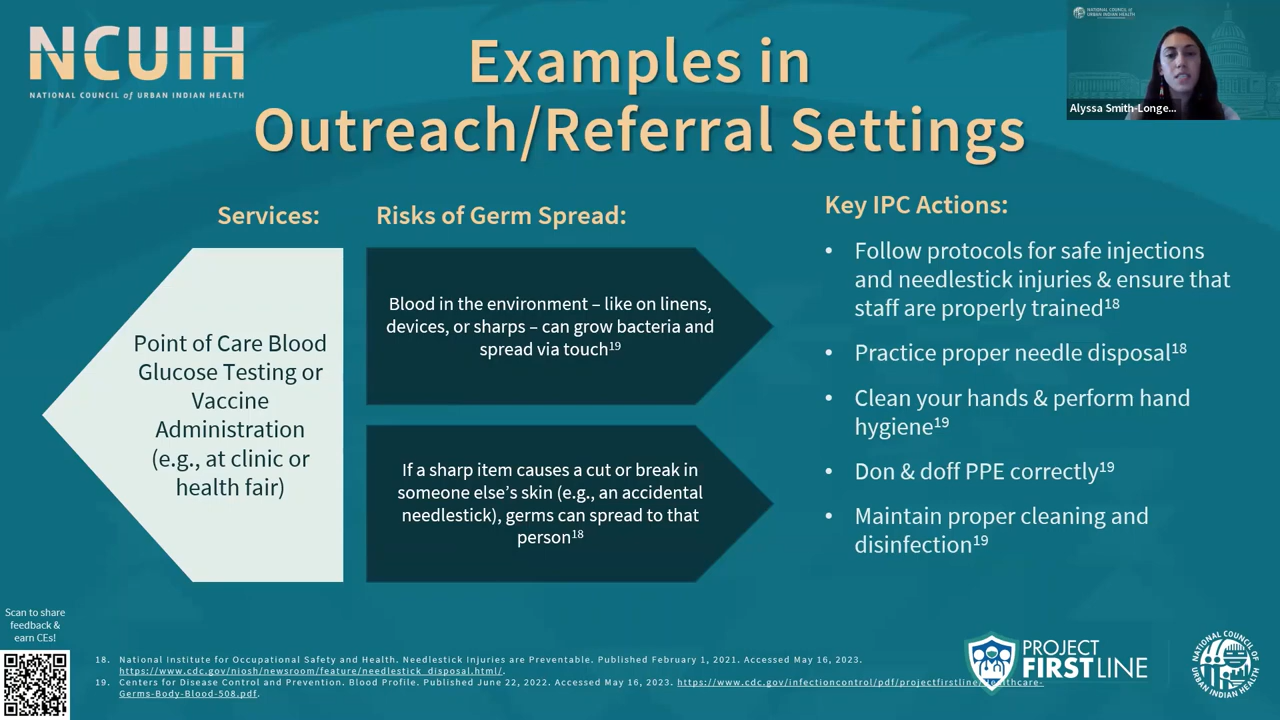 NCUIH
NATIONAL COUNCIL of URBAN INDIAN HEALTH
Examples in
Outreach/Referral Settings
NATIONAL COUNCIL of
URBAN INDIAN HEALTH
Alyssa Smith-Longe...
Services:
Point of Care Blood
Glucose Testing or
Vaccine
Administration
(e.g., at clinic or
health fair)
Risks of Germ Spread:
Blood in the environment – like on linens,
devices, or sharps – can grow bacteria and
spread via touch19
If a sharp item causes a cut or break in
someone else’s skin (e.g., an accidental
needlestick), germs can spread to that
person18
Key IPC Actions:
• Follow protocols for safe injections
and needlestick injuries & ensure that
staff are properly trained18
• Practice proper needle disposal18
• Clean your hands & perform hand
hygiene19
• Don & doff PPE correctly19
• Maintain proper cleaning and
disinfection19
Scan to share
feedback &
earn CEs!
18. National Institute for Occupational Safety and Health. Needlestick Injuries are Preventable. Published February 1, 2021. Accessed May 16, 2023.
https://www.cdc.gov/niosh/newsroom/feature/needlestick_disposal.html/.
19. Centers for Disease Control and Prevention. Blood Profile. Published June 22, 2022. Accessed May 16, 2023. https://www.cdc.gov/infectioncontrol/pdf/projectfirstline/
Germs-Body-Blood-508.pdf.
PROJECT
FIRSTLINE
NATIONAL COUNCIL OF
URBAN INDIAN HEALTH